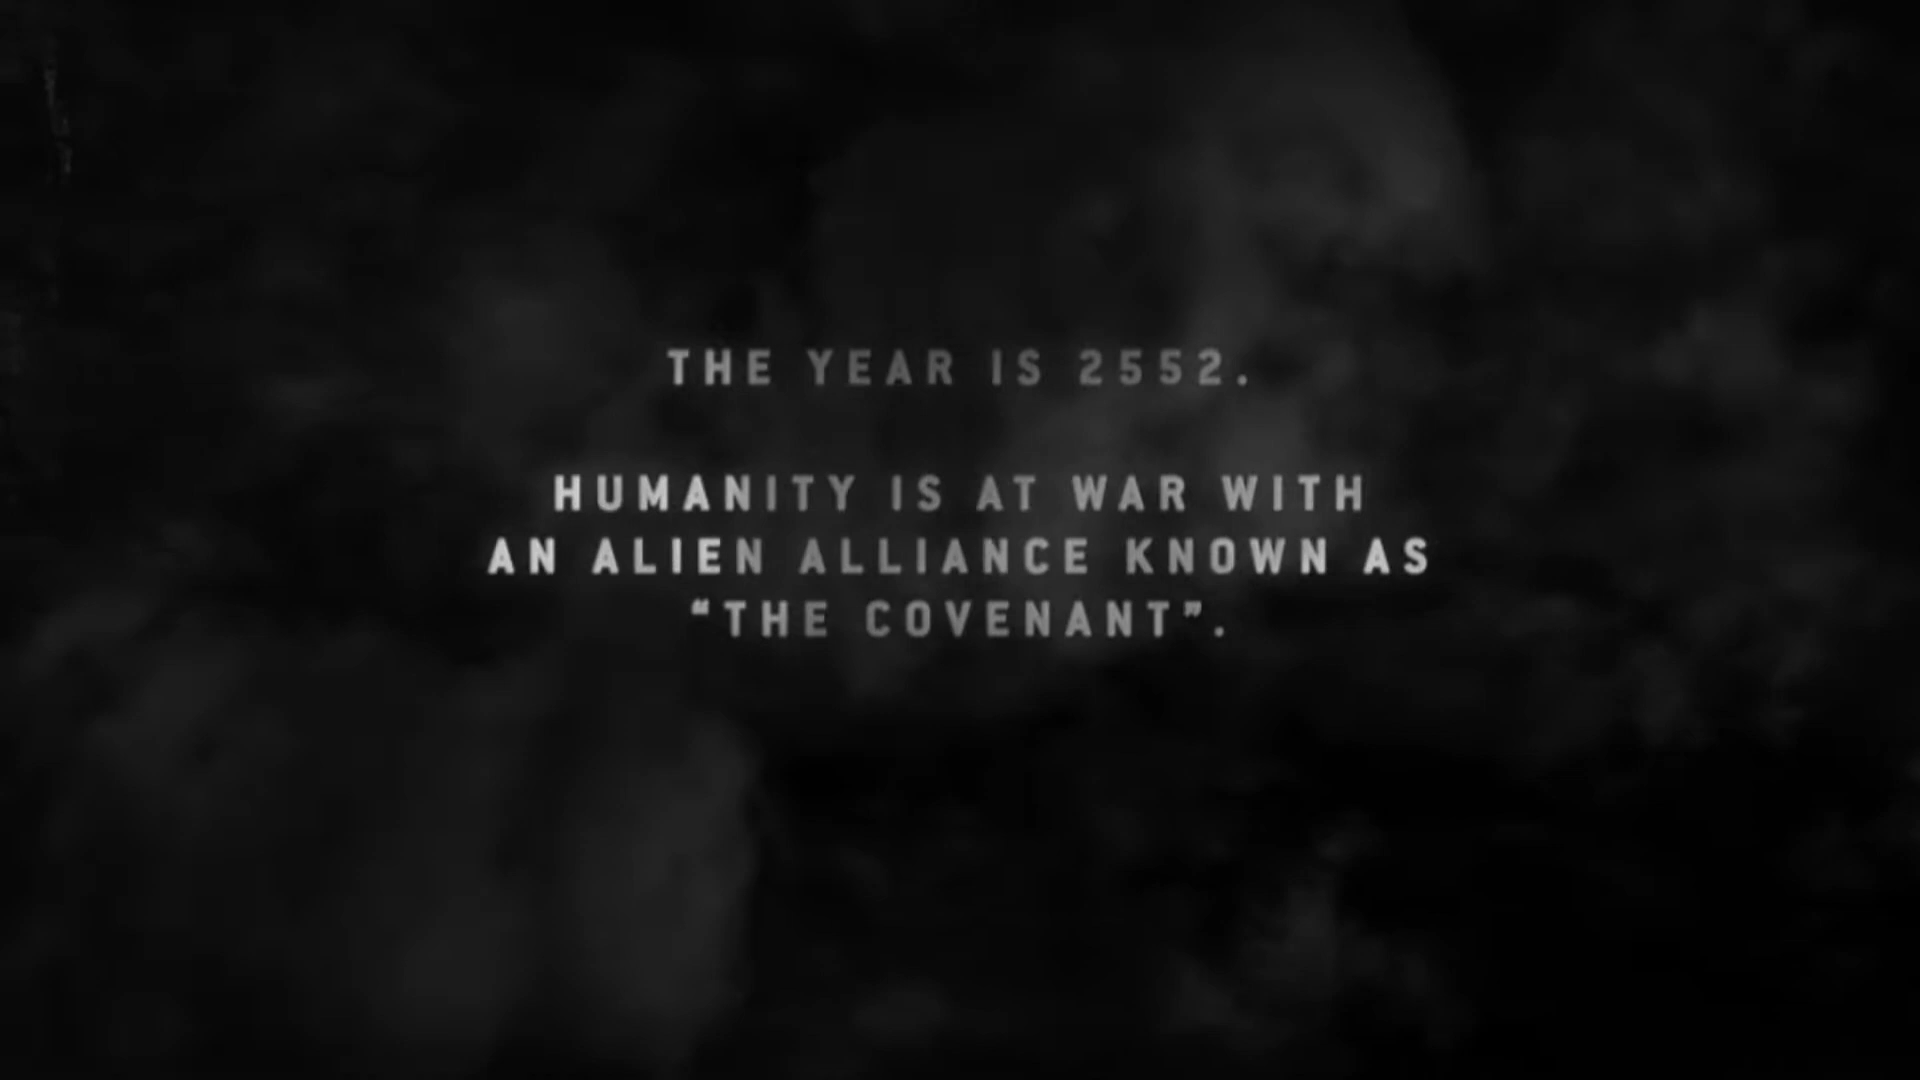 THE YEAR IS 2552.
HUMANITY IS AT WAR WITH
AN ALIEN ALLIANCE KNOWN AS
“THE COVENANT”.